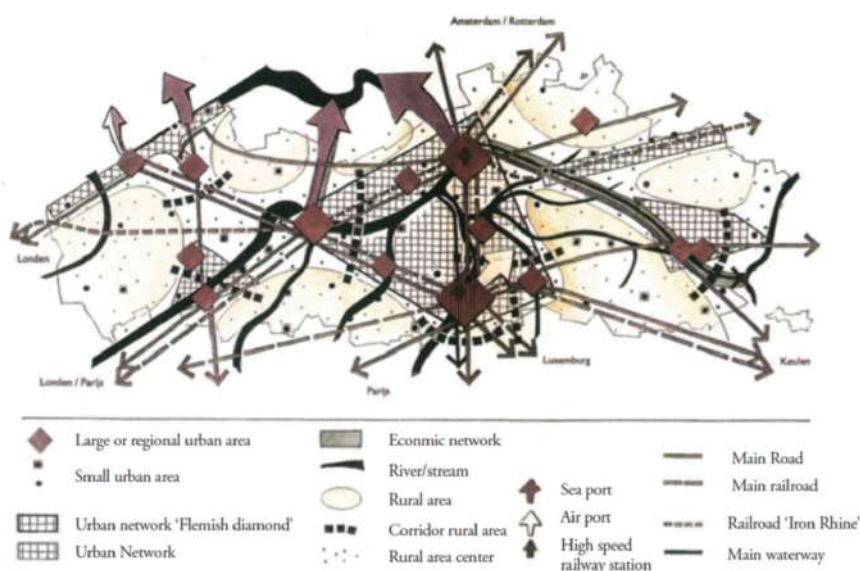 Amsterdam / Rotterdam
Londen
Londen / Parijs
Parijs
Luxemburg
Keulen
Large or regional urban area
Small urban area
Urban network 'Flemish diamond'
Urban Network
Econmic network
River/stream
Rural area
Corridor rural area
Rural area center
Sea port
Air port
High speed
railway station
Main Road
Main railroad
Railroad 'Iron Rhine'
Main waterway